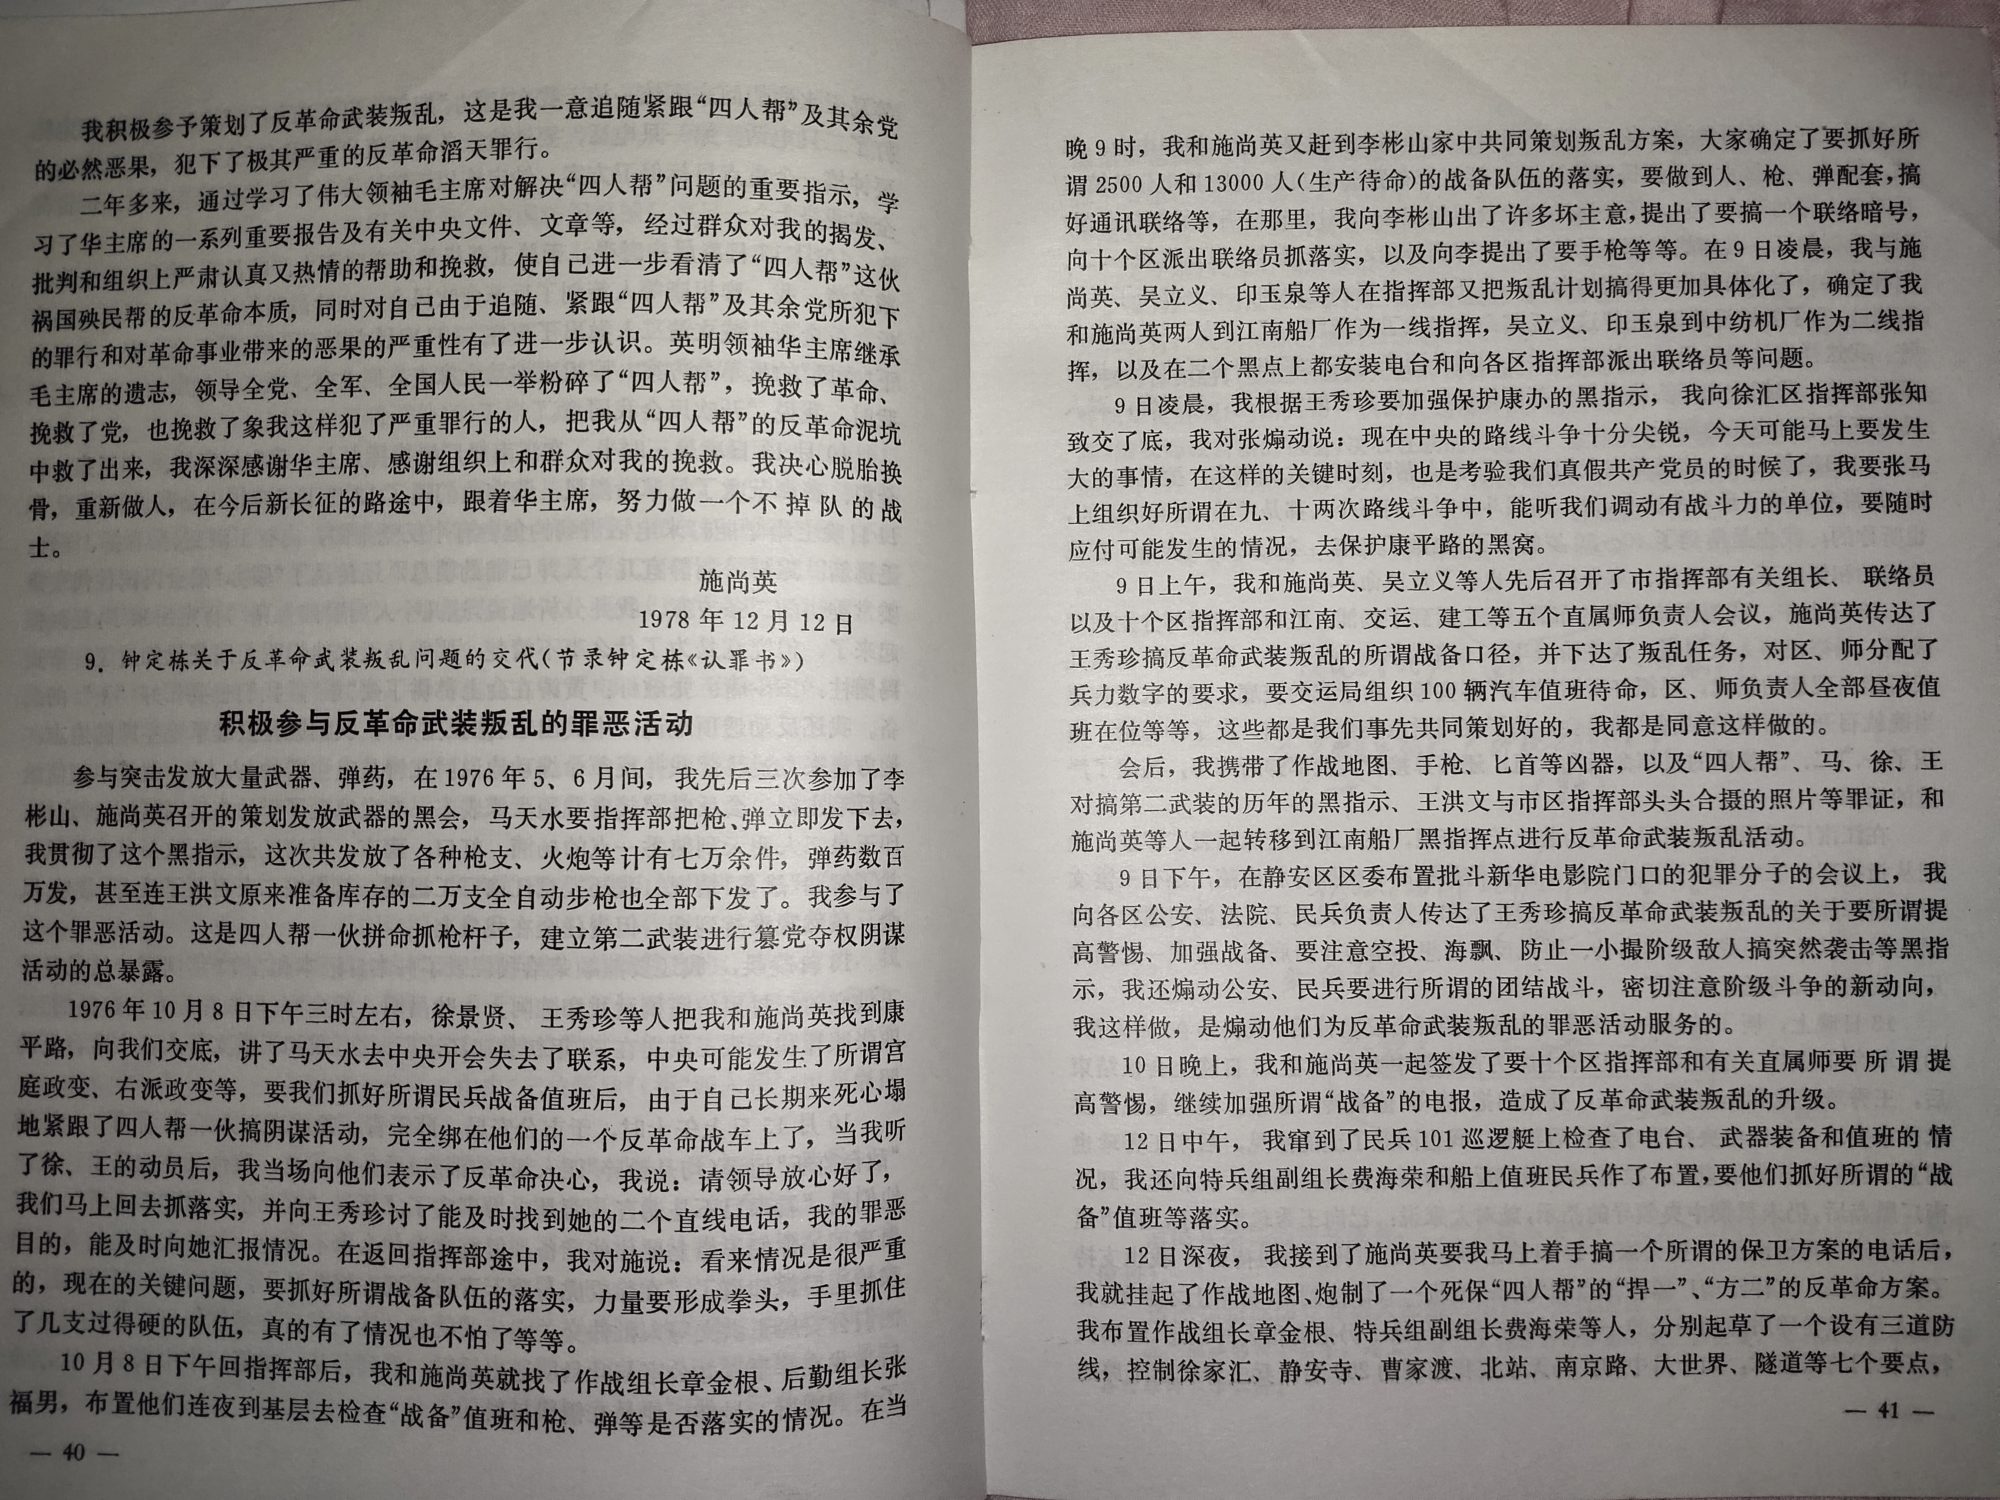 我积极参予策划了反革命武装叛乱，这是我一意追随紧跟“四人帮”及其余党
的必然恶果，犯下了极其严重的反革命滔天罪行。
二年多来，通过学习了伟大领袖毛主席对解决“四人帮”问题的重要指示，学
习了华主席的一系列重要报告及有关中央文件、文章等，经过群众对我的揭发、
批判和组织上严肃认真又热情的帮助和挽救，使自己进一步看清了“四人帮”这伙
祸国殃民帮的反革命本质，同时对自己由于追随、紧跟“四人帮”及其余党所犯下
的罪行和对革命事业带来的恶果的严重性有了进一步认识。英明领袖华主席继承
毛主席的遗志，领导全党、全军、全国人民一举粉碎了“四人帮”，挽救了革命、
挽救了党，也挽救了象我这样犯了严重罪行的人，把我从“四人帮”的反革命泥坑
中救了出来，我深深感谢华主席、感谢组织上和群众对我的挽救。我决心脱胎换
骨，重新做人，在今后新长征的路途中，跟着华主席，努力做一个不掉队的战
士。
施尚英
1978年12月12日
9．钟定栋关于反革命武装叛乱问题的交代（节录钟定栋《认罪书》）
积极参与反革命武装叛乱的罪恶活动
参与突击发放大量武器、弹药，在1976年5、6月间，我先后三次参加了李
彬山、施尚英召开的策划发放武器的黑会，马天水要指挥部把枪、弹立即发下去，
我贯彻了这个黑指示，这次共发放了各种枪支、火炮等计有七万余件，弹药数百
万发，甚至连王洪文原来准备库存的二万支全自动步枪也全部下发了。我参与了
这个罪恶活动。这是四人帮一伙拼命抓枪杆子，建立第二武装进行篡党夺权阴谋
活动的总暴露。
1976年10月8日下午三时左右，徐景贤、王秀珍等人把我和施尚英找到康
平路，向我们交底，讲了马天水去中央开会失去了联系，中央可能发生了所谓宫
庭政变、右派政变等，要我们抓好所谓民兵战备值班后，由于自己长期来死心塌
地紧跟了四人帮一伙搞阴谋活动，完全绑在他们的一个反革命战车上了，当我听
了徐、王的动员后，我当场向他们表示了反革命决心，我说：请领导放心好了，
我们马上回去抓落实，并向王秀珍讨了能及时找到她的二个直线电话，我的罪恶
目的，能及时向她汇报情况。在返回指挥部途中，我对施说：看来情况是很严重
的，现在的关键问题，要抓好所谓战备队伍的落实，力量要形成拳头，手里抓住
了几支过得硬的队伍，真的有了情况也不怕了等等。
10月8日下午回指挥部后，我和施尚英就找了作战组长章金根、后勤组长张
福男，布置他们连夜到基层去检查“战备”值班和枪、弹等是否落实的情况。在当
— 40 —
晚9时，我和施尚英又赶到李彬山家中共同策划叛乱方案，大家确定了要抓好所
谓2500人和13000人（生产待命）的战备队伍的落实，要做到人、枪、弹配套，搞
好通讯联络等，在那里，我向李彬山出了许多坏主意，提出了要搞一个联络暗号，
向十个区派出联络员抓落实，以及向李提出了要手枪等等。在9日凌晨，我与施
尚英、吴立义、印玉泉等人在指挥部又把叛乱计划搞得更加具体化了，确定了我
和施尚英两人到江南船厂作为一线指挥，吴立义、印玉泉到中纺机厂作为二线指
挥，以及在二个黑点上都安装电台和向各区指挥部派出联络员等问题。
9日凌晨，我根据王秀珍要加强保护康办的黑指示，我向徐汇区指挥部张知
致交了底，我对张煽动说：现在中央的路线斗争十分尖锐，今天可能马上要发生
大的事情，在这样的关键时刻，也是考验我们真假共产党员的时候了，我要张马
上组织好所谓在九、十两次路线斗争中，能听我们调动有战斗力的单位，要随时
应付可能发生的情况，去保护康平路的黑窝。
9日上午，我和施尚英、吴立义等人先后召开了市指挥部有关组长、联络员
以及十个区指挥部和江南、交运、建工等五个直属师负责人会议，施尚英传达了
王秀珍搞反革命武装叛乱的所谓战备口径，并下达了叛乱任务，对区、师分配了
兵力数字的要求，要交运局组织100辆汽车值班待命，区、师负责人全部昼夜值
班在位等等，这些都是我们事先共同策划好的，我都是同意这样做的。
会后，我携带了作战地图、手枪、匕首等凶器，以及“四人帮”、马、徐、王
对搞第二武装的历年的黑指示、王洪文与市区指挥部头头合摄的照片等罪证，和
施尚英等人一起转移到江南船厂黑指挥点进行反革命武装叛乱活动。
9日下午，在静安区区委布置批斗新华电影院门口的犯罪分子的会议上，我
向各区公安、法院、民兵负责人传达了王秀珍搞反革命武装叛乱的关于要所谓提
高警惕、加强战备、要注意空投、海飘、防止一小撮阶级敌人搞突然袭击等黑指
示，我还煽动公安、民兵要进行所谓的团结战斗，密切注意阶级斗争的新动向，
我这样做，是煽动他们为反革命武装叛乱的罪恶活动服务的。
10日晚上，我和施尚英一起签发了要十个区指挥部和有关直属师要所谓提
高警惕，继续加强所谓“战备”的电报，造成了反革命武装叛乱的升级。
12日中午，我窜到了民兵101巡逻艇上检查了电台、武器装备和值班的情
况，我还向特兵组副组长费海荣和船上值班民兵作了布置，要他们抓好所谓的“战
备”值班等落实。
12日深夜，我接到了施尚英要我马上着手搞一个所谓的保卫方案的电话后，
我就挂起了作战地图、炮制了一个死保“四人帮”的“捍一”、“方二”的反革命方案。
我布置作战组长章金根、特兵组副组长费海荣等人，分别起草了一个设有三道防
线，控制徐家汇、静安寺、曹家渡、北站、南京路、大世界、隧道等七个要点，
— 41 —